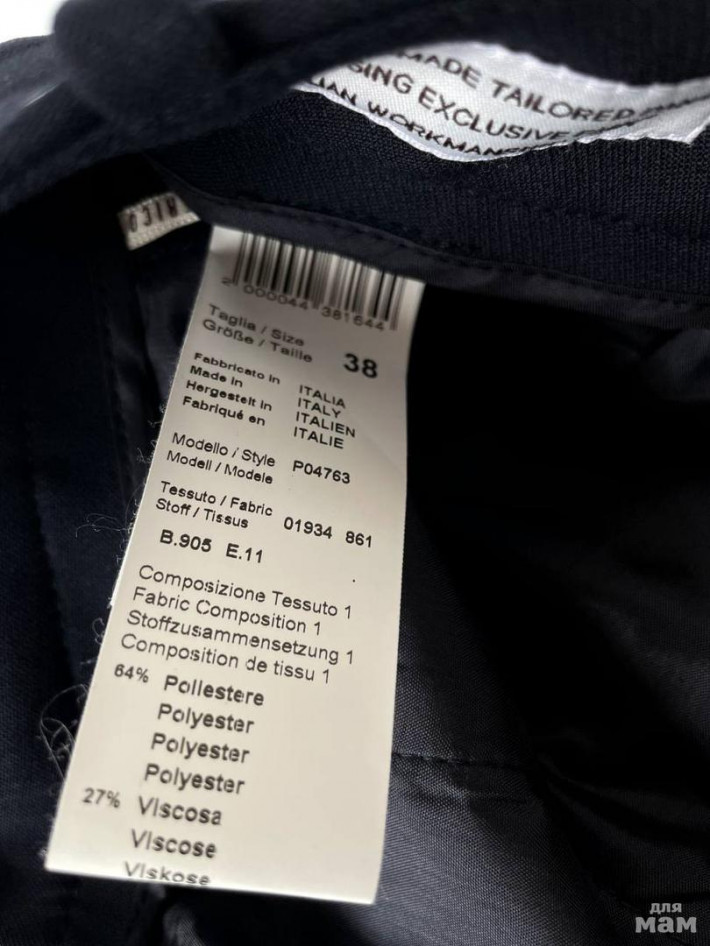 MADE TAILORED
SING EXCLUSIVE
IAN WORKMANS
2 000044 381644
Taglia / Size
Größe / Taille
38
Fabbricato in ITALIA
Made in ITALY
Hergestellt in ITALIEN
Fabriqué en ITALIE
Modello / Style
Modell / Modele
P04763
Tessuto / Fabric
Stoff / Tissus
01934 861
B.905 E.11
Composizione Tessuto 1
Fabric Composition 1
Stoffzusammensetzung 1
Composition de tissu 1
64% Poliestere
Polyester
Polyester
Polyester
27% Viscosa
Viscose
Viskose
для
мам